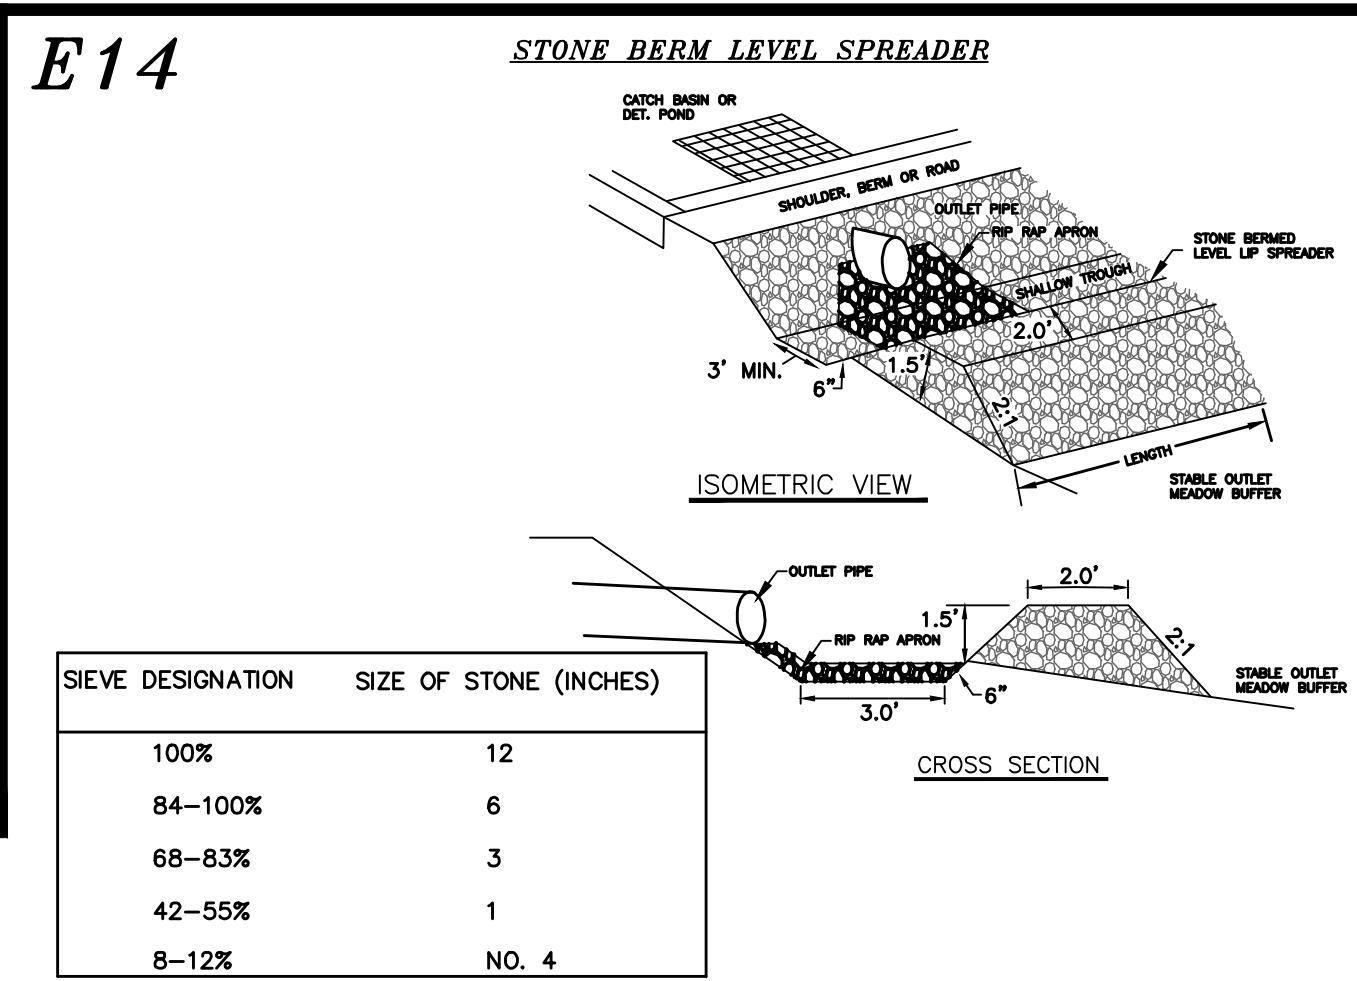 E14
STONE BERM LEVEL SPREADER
CATCH BASIN OR
DET. POND
SHOULDER, BERM OR ROAD
OUTLET PIPE
RIP RAP APRON
STONE BERMED
LEVEL LIP SPREADER
SHALLOW TROUGH
2.0'
1.5'
3' MIN.
6"
2:1
LENGTH
STABLE OUTLET
MEADOW BUFFER
ISOMETRIC VIEW
OUTLET PIPE
2.0'
1.5'
RIP RAP APRON
2:1
STABLE OUTLET
MEADOW BUFFER
6"
3.0'
CROSS SECTION
SIEVE DESIGNATION SIZE OF STONE (INCHES)
100% 12
84-100% 6
68-83% 3
42-55% 1
8-12% NO. 4